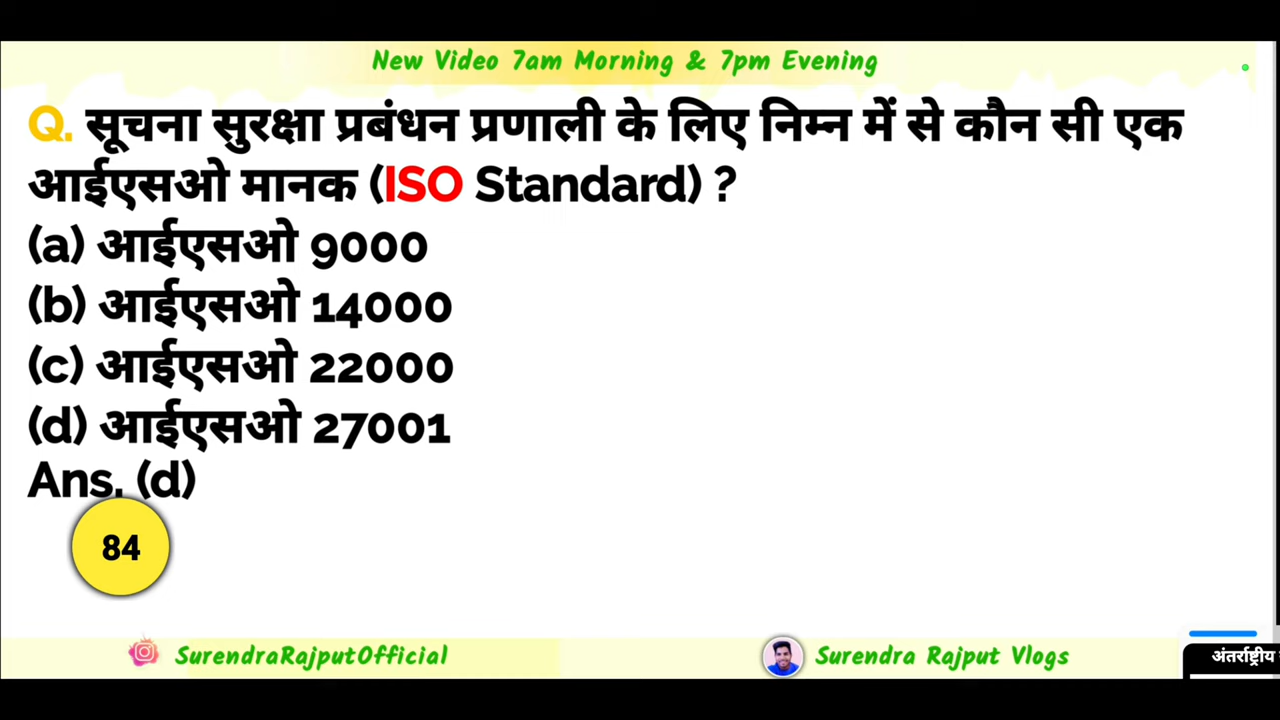 New Video 7am Morning & 7pm Evening
Q. सूचना सुरक्षा प्रबंधन प्रणाली के लिए निम्न में से कौन सी एक
आईएसओ मानक (ISO Standard) ?
(a) आईएसओ 9000
(b) आईएसओ 14000
(c) आईएसओ 22000
(d) आईएसओ 27001
Ans. (d)
84
SurendraRajputOfficial
Surendra Rajput Vlogs
अंतर्राष्ट्रीय